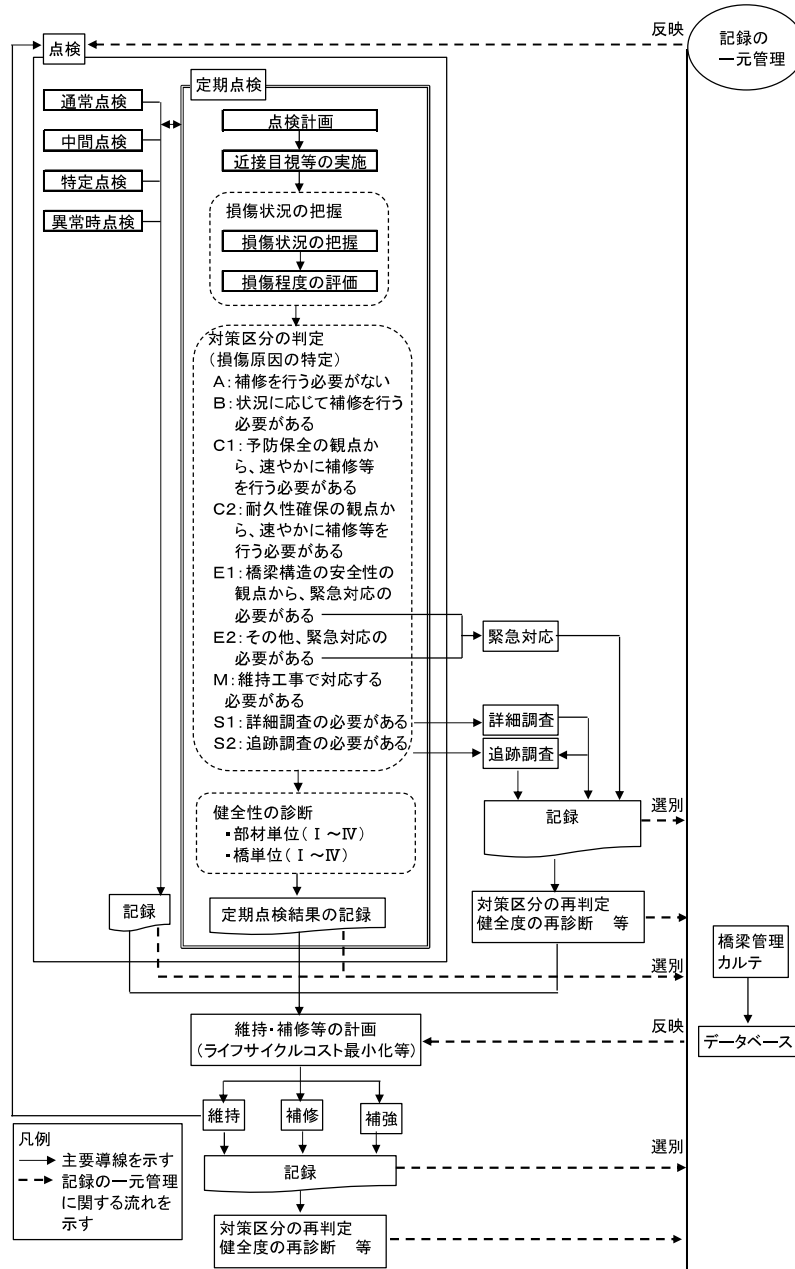 反映
記録の
一元管理
点検
定期点検
通常点検
中間点検
特定点検
異常時点検
点検計画
近接目視等の実施
損傷状況の把握
損傷状況の把握
損傷程度の評価
対策区分の判定
(損傷原因の特定)
A:補修を行う必要がない
B:状況に応じて補修を行う
必要がある
C1:予防保全の観点か
ら、速やかに補修等
を行う必要がある
C2:耐久性確保の観点か
ら、速やかに補修等を
行う必要がある
E1:橋梁構造の安全性の
観点から、緊急対応の
必要がある
E2:その他、緊急対応の
必要がある
M:維持工事で対応する
必要がある
S1:詳細調査の必要がある
S2:追跡調査の必要がある
緊急対応
詳細調査
追跡調査
記録
選別
健全性の診断
・部材単位(Ⅰ~Ⅳ)
・橋単位(Ⅰ~Ⅳ)
記録
定期点検結果の記録
対策区分の再判定
健全度の再診断 等
選別
橋梁管理
カルテ
データベース
維持・補修等の計画
(ライフサイクルコスト最小化等)
反映
維持
補修
補強
記録
選別
対策区分の再判定
健全度の再診断 等
凡例
主要導線を示す
記録の一元管理
に関する流れを
示す